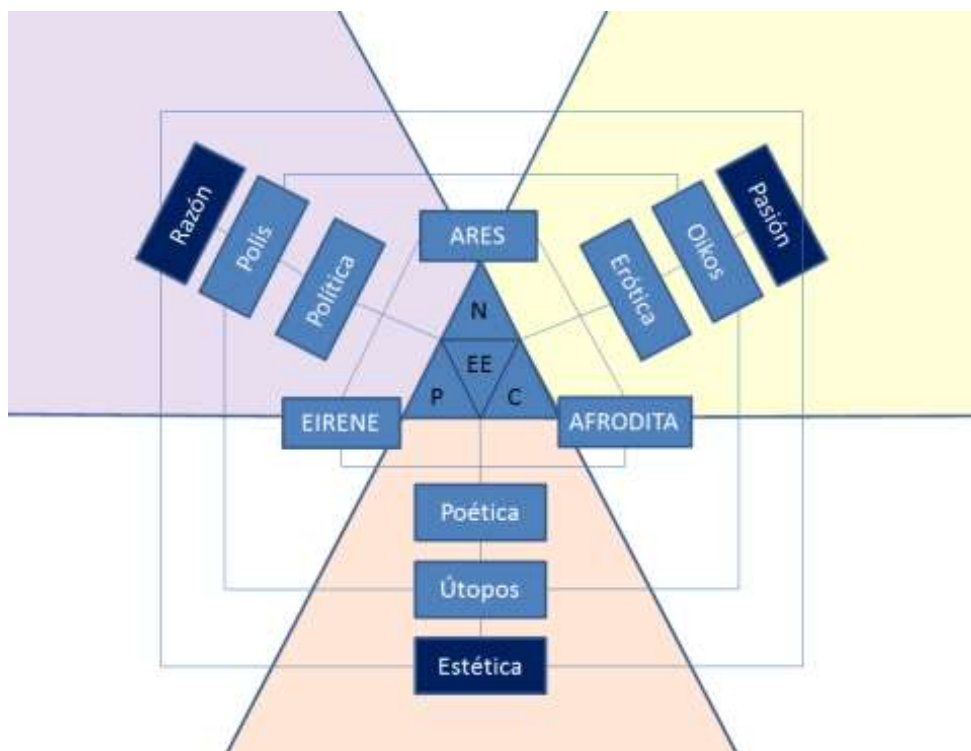 Razón
Polis
Política
ARES
Erótica
Oikos
Pasión
N
EE
P
C
EIRENE
AFRODITA
Poética
Útopos
Estética